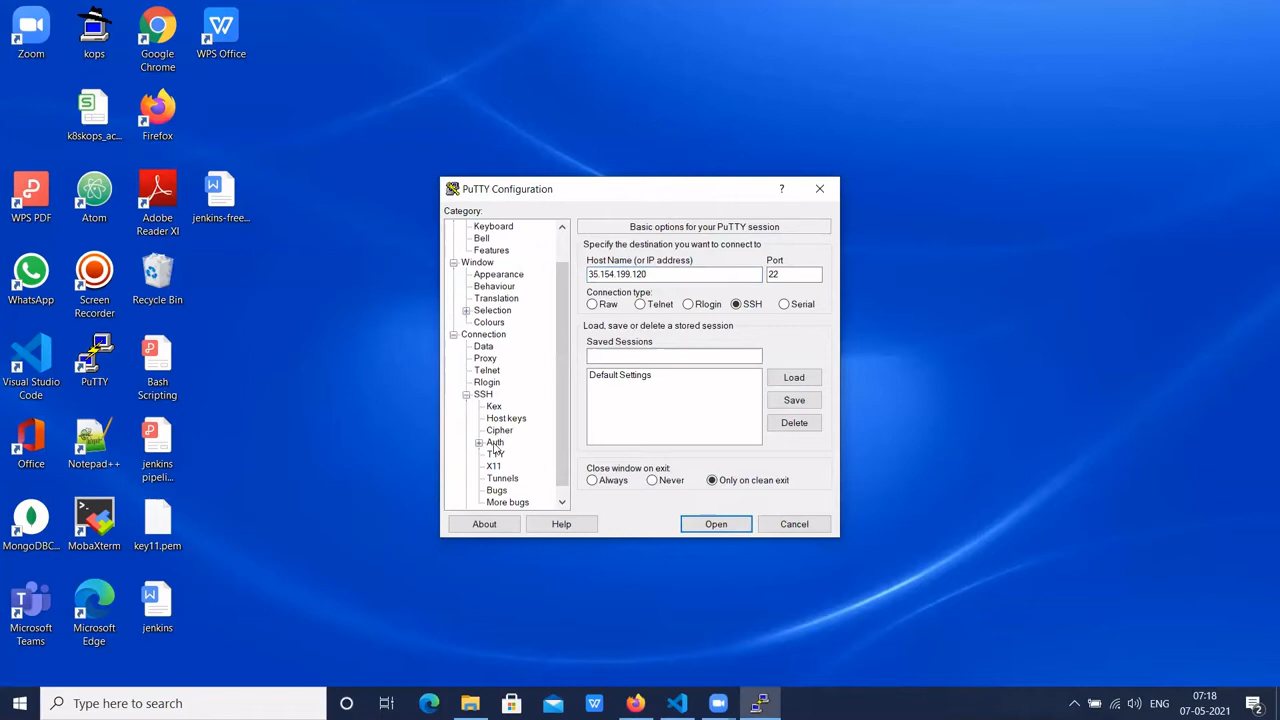 Zoom
kops
Google
Chrome
WPS Office
k8skops_ac...
Firefox
WPS PDF
Atom
Adobe
Reader XI
jenkins-free...
WhatsApp
Screen
Recorder
Recycle Bin
Visual Studio
Code
PuTTY
Bash
Scripting
Office
Notepad++
jenkins
pipeli...
MongoDBC...
MobaXterm
key11.pem
Microsoft
Teams
Microsoft
Edge
jenkins
PuTTY Configuration
?
Category:
Keyboard
Bell
Features
Window
Appearance
Behaviour
Translation
Selection
Colours
Connection
Data
Proxy
Telnet
Rlogin
SSH
Kex
Host keys
Cipher
Auth
TTY
X11
Tunnels
Bugs
More bugs
Basic options for your PuTTY session
Specify the destination you want to connect to
Host Name (or IP address) Port
35.154.199.120 22
Connection type:
Raw Telnet Rlogin SSH Serial
Load, save or delete a stored session
Saved Sessions
Default Settings
Load
Save
Delete
Close window on exit:
Always Never Only on clean exit
About Help Open Cancel
Type here to search
ENG
07:18
07-05-2021
2